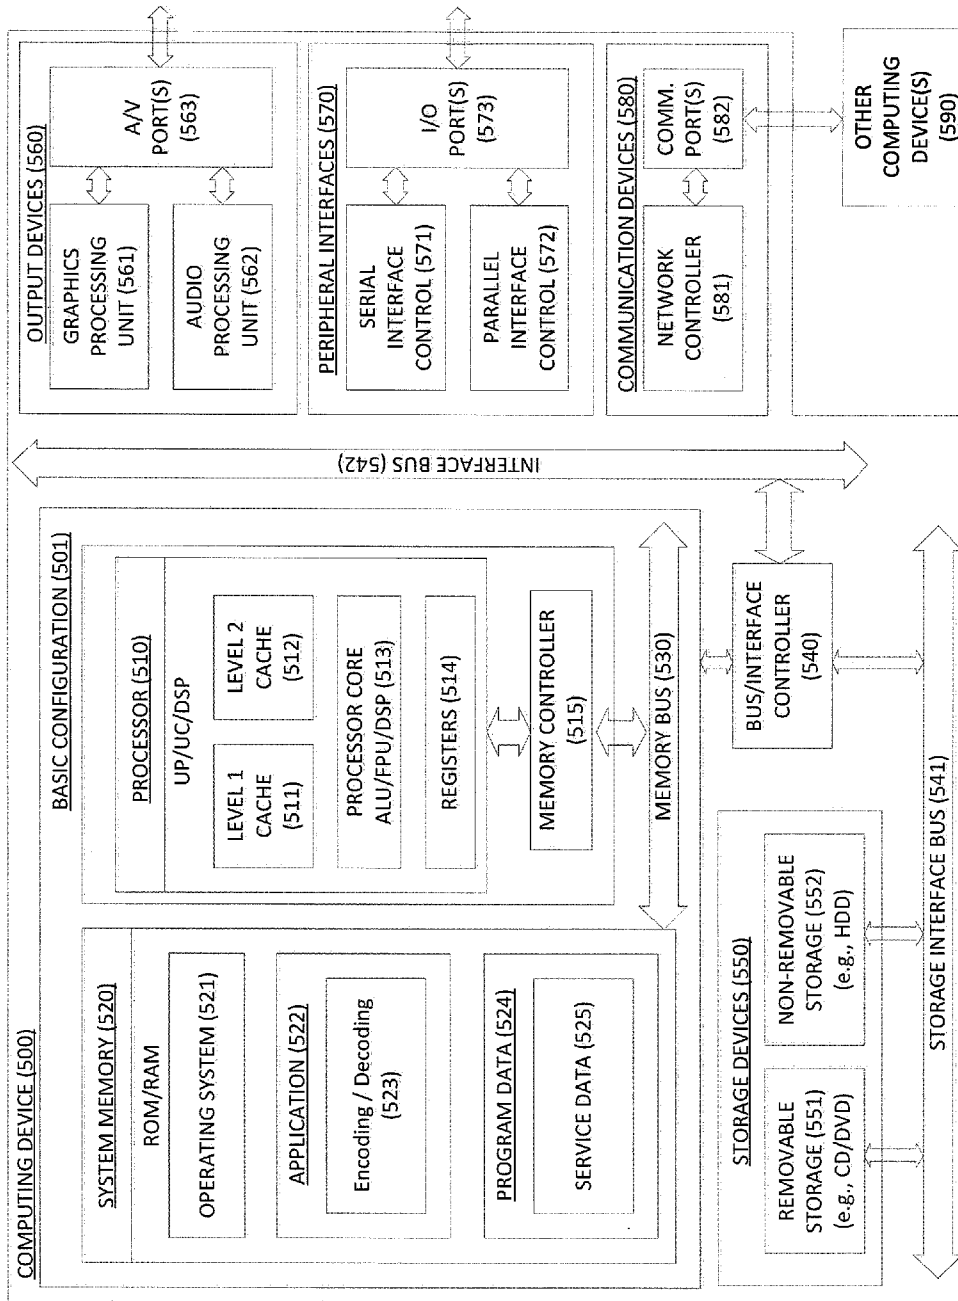 COMPUTING DEVICE (500)
BASIC CONFIGURATION (501)
SYSTEM MEMORY (520)
ROM/RAM
OPERATING SYSTEM (521)
APPLICATION (522)
Encoding / Decoding
(523)
PROGRAM DATA (524)
SERVICE DATA (525)
PROCESSOR (510)
UP/UC/DSP
LEVEL 1
CACHE
(511)
LEVEL 2
CACHE
(512)
PROCESSOR CORE
ALU/FPU/DSP (513)
REGISTERS (514)
MEMORY CONTROLLER
(515)
MEMORY BUS (530)
STORAGE DEVICES (550)
REMOVABLE
STORAGE (551)
(e.g., CD/DVD)
NON-REMOVABLE
STORAGE (552)
(e.g., HDD)
BUS/INTERFACE
CONTROLLER
(540)
STORAGE INTERFACE BUS (541)
INTERFACE BUS (542)
OUTPUT DEVICES (560)
GRAPHICS
PROCESSING
UNIT (561)
AUDIO
PROCESSING
UNIT (562)
A/V
PORT(S)
(563)
PERIPHERAL INTERFACES (570)
SERIAL
INTERFACE
CONTROL (571)
PARALLEL
INTERFACE
CONTROL (572)
I/O
PORT(S)
(573)
COMMUNICATION DEVICES (580)
NETWORK
CONTROLLER
(581)
COMM.
PORT(S)
(582)
OTHER
COMPUTING
DEVICE(S)
(590)